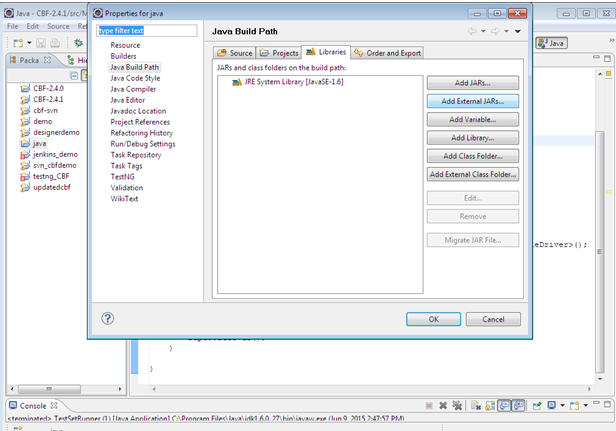 Java - CBF-2.4.1/src/M
Properties for java
File Edit Source
type filter text
Java Build Path
Resource
Builders
Java Build Path
Java Code Style
Java Compiler
Java Editor
Javadoc Location
Project References
Refactoring History
Run/Debug Settings
Task Repository
Task Tags
TestNG
Validation
WikiText
Source Projects Libraries Order and Export
JARs and class folders on the build path:
JRE System Library [JavaSE-1.6]
Add JARs...
Add External JARs...
Add Variable...
Add Library...
Add Class Folder...
Add External Class Folder...
Edit...
Remove
Migrate JAR File...
OK Cancel
Java
Packa Hi
CBF-2.4.0
CBF-2.4.1
cbf-svn
demo
designerdemo
java
jenkins_demo
svn_cbfdemo
testng_CBF
updatedcbf
eDriver>();
}
}
Console
<terminated> TestSetRunner (1) [Java Application] C:\Program Files\Java\jdk1.6.0_27\bin\javaw.exe (Jun 9, 2015 2:47:57 PM)